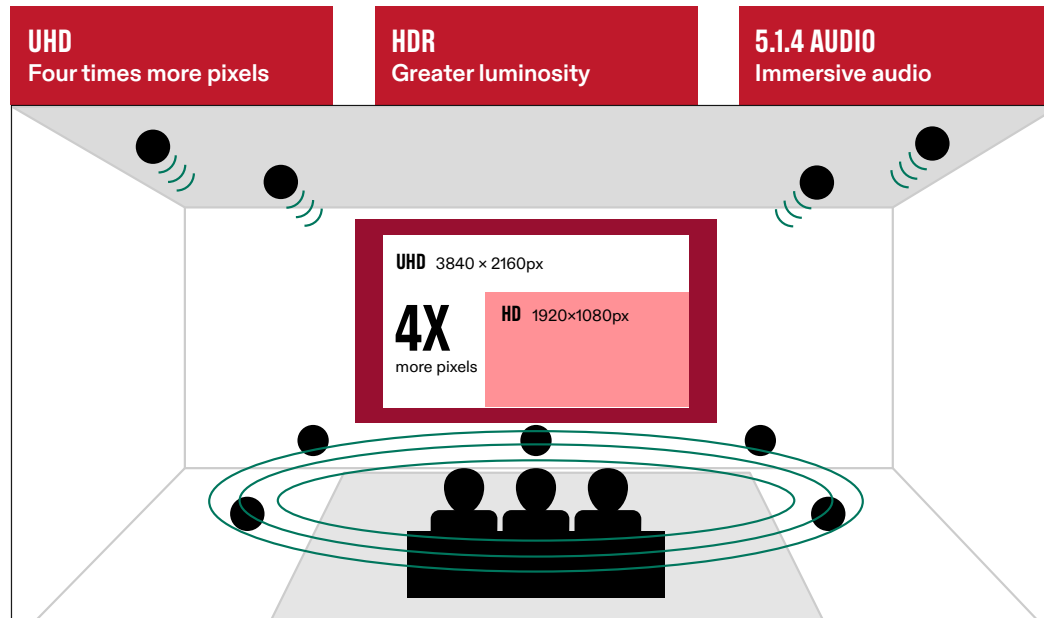 UHD
Four times more pixels
HDR
Greater luminosity
5.1.4 AUDIO
Immersive audio
UHD 3840 × 2160px
4X
more pixels
HD 1920×1080px